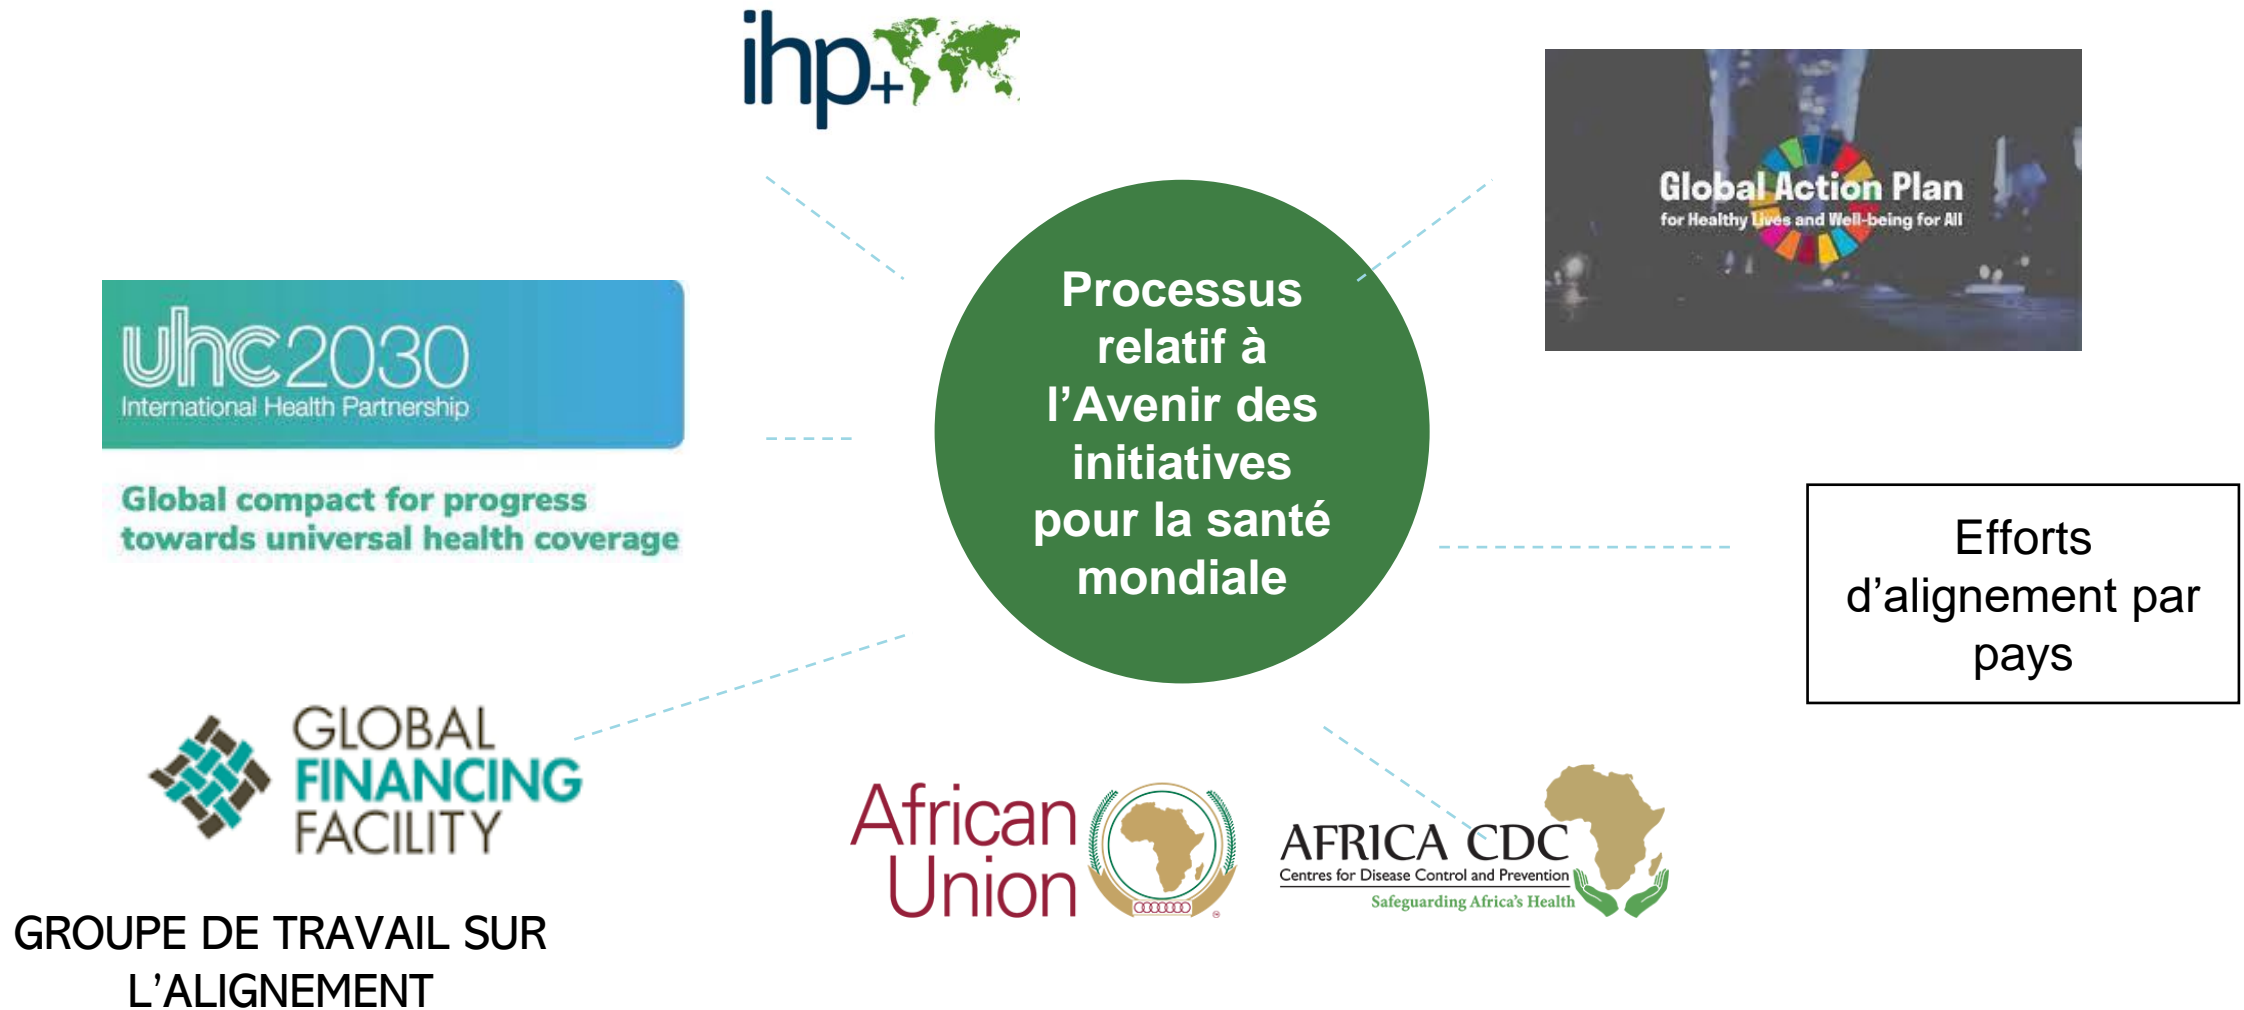 ihp+
Global Action Plan
for Healthy Lives and Well-being for All
uhc2030
International Health Partnership
Global compact for progress
towards universal health coverage
Processus
relatif à
l’Avenir des
initiatives
pour la santé
mondiale
Efforts
d’alignement par
pays
GLOBAL
FINANCING
FACILITY
GROUPE DE TRAVAIL SUR
L’ALIGNEMENT
African
Union
AFRICA CDC
Centres for Disease Control and Prevention
Safeguarding Africa's Health